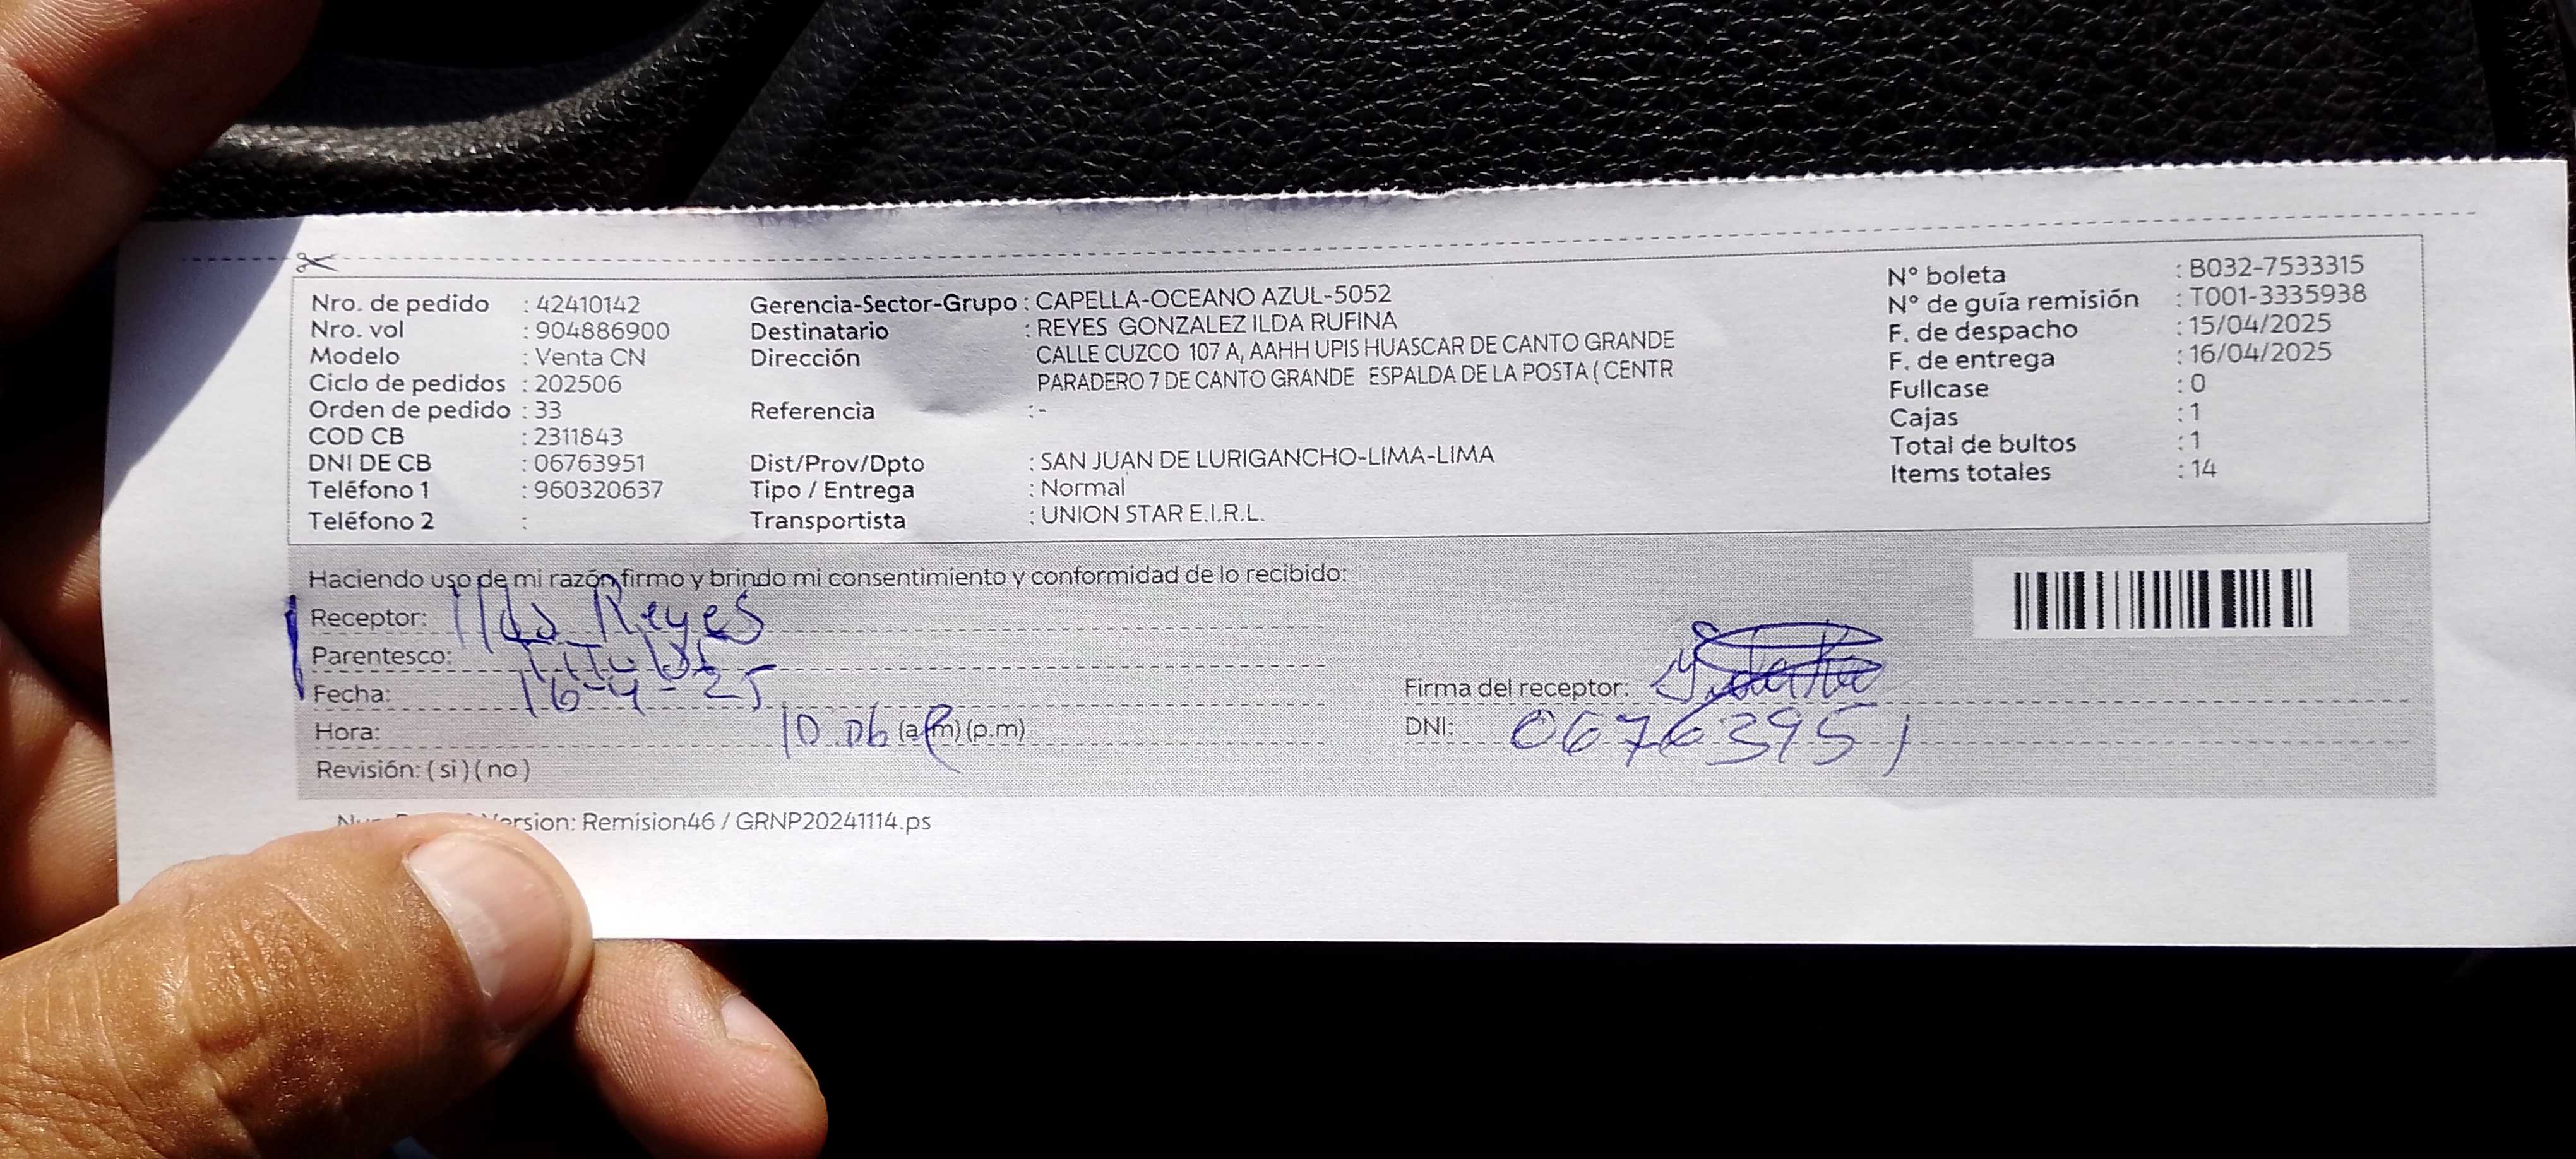 Nro. de pedido : 42410142
Nro. vol : 904886900
Modelo : Venta CN
Ciclo de pedidos : 202506
Orden de pedido : 33
COD CB : 2311843
DNI DE CB : 06763951
Teléfono 1 : 960320637
Teléfono 2 :
Gerencia-Sector-Grupo : CAPELLA-OCEANO AZUL-5052
Destinatario : REYES GONZALEZ ILDA RUFINA
Dirección CALLE CUZCO 107 A, AAHH UPIS HUASCAR DE CANTO GRANDE
PARADERO 7 DE CANTO GRANDE ESPALDA DE LA POSTA ( CENTR
Referencia : -
Dist/Prov/Dpto : SAN JUAN DE LURIGANCHO-LIMA-LIMA
Tipo / Entrega : Normal
Transportista : UNION STAR E.I.R.L.
N° boleta : B032-7533315
N° de guía remisión : T001-3335938
F. de despacho : 15/04/2025
F. de entrega : 16/04/2025
Fullcase : 0
Cajas : 1
Total de bultos : 1
Items totales : 14
Haciendo uso de mi razón firmo y brindo mi consentimiento y conformidad de lo recibido:
Receptor: Ilda Reyes
Parentesco: Titular
Fecha: 16-4-25
Hora: 10.06 (a.m) (p.m)
Revisión: ( si ) ( no )
Firma del receptor:
DNI: 06763951
Version: Remision46 / GRNP20241114.ps